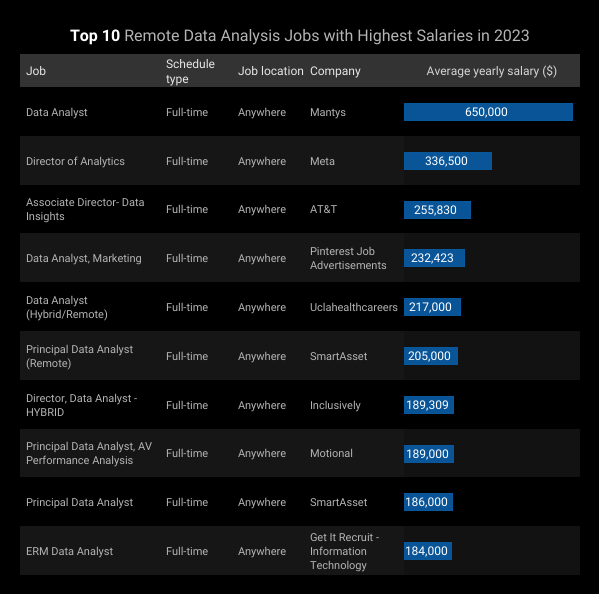 Top 10 Remote Data Analysis Jobs with Highest Salaries in 2023
Job Schedule type Job location Company Average yearly salary ($)
Data Analyst Full-time Anywhere Mantys 650,000
Director of Analytics Full-time Anywhere Meta 336,500
Associate Director- Data Insights Full-time Anywhere AT&T 255,830
Data Analyst, Marketing Full-time Anywhere Pinterest Job Advertisements 232,423
Data Analyst (Hybrid/Remote) Full-time Anywhere Uclahealthcareers 217,000
Principal Data Analyst (Remote) Full-time Anywhere SmartAsset 205,000
Director, Data Analyst - HYBRID Full-time Anywhere Inclusively 189,309
Principal Data Analyst, AV Performance Analysis Full-time Anywhere Motional 189,000
Principal Data Analyst Full-time Anywhere SmartAsset 186,000
ERM Data Analyst Full-time Anywhere Get It Recruit - Information Technology 184,000